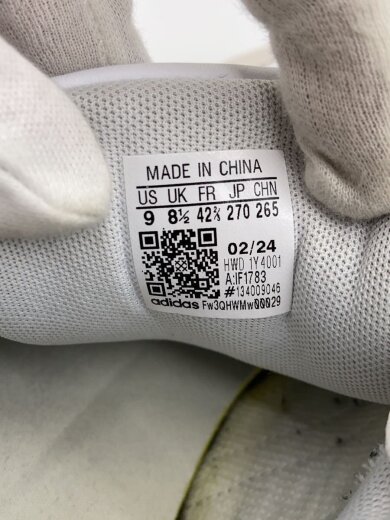 MADE IN CHINA
US UK FR JP CHN
9 8½ 42⅔ 270 265
02/24
HWD 1Y4001
A:IF1783
#134009046
adidas Fw3QHWMw00029